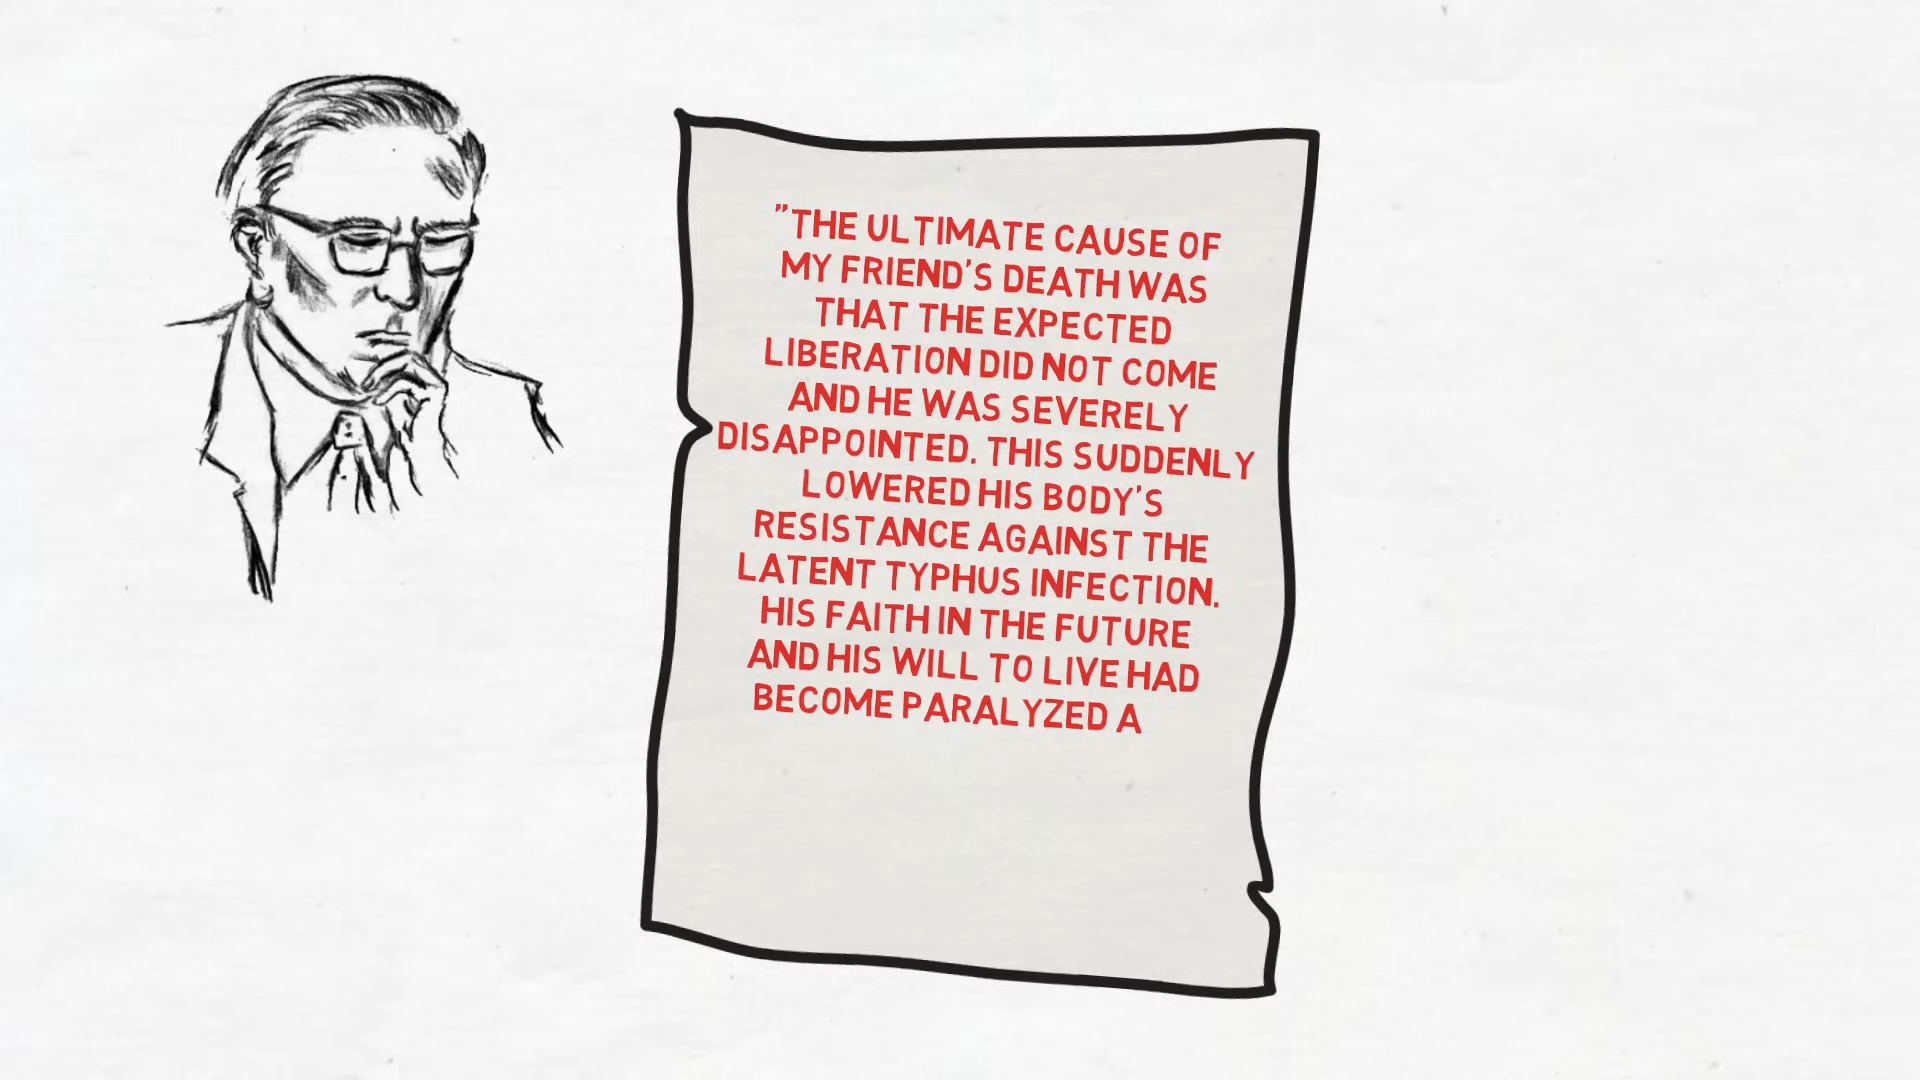 "THE ULTIMATE CAUSE OF
MY FRIEND'S DEATH WAS
THAT THE EXPECTED
LIBERATION DID NOT COME
AND HE WAS SEVERELY
DISAPPOINTED. THIS SUDDENLY
LOWERED HIS BODY'S
RESISTANCE AGAINST THE
LATENT TYPHUS INFECTION.
HIS FAITH IN THE FUTURE
AND HIS WILL TO LIVE HAD
BECOME PARALYZED A